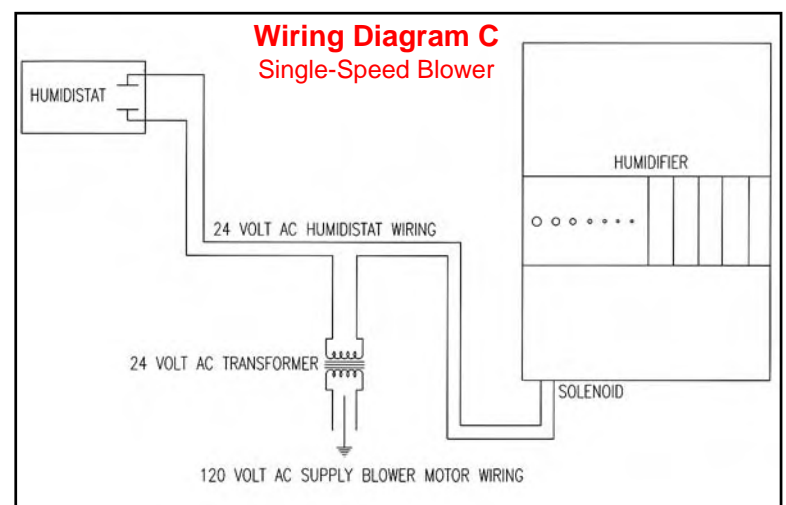 Wiring Diagram C
Single-Speed Blower
HUMIDISTAT
HUMIDIFIER
24 VOLT AC HUMIDISTAT WIRING
24 VOLT AC TRANSFORMER
SOLENOID
120 VOLT AC SUPPLY BLOWER MOTOR WIRING